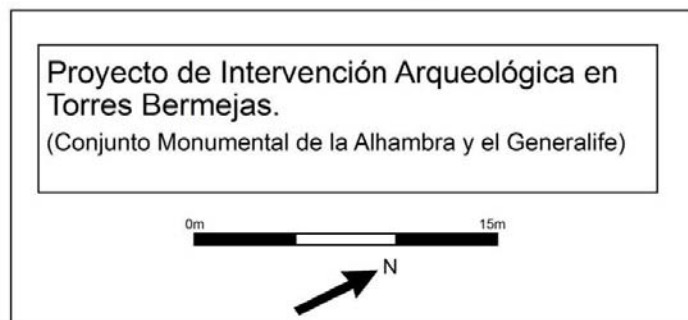 Proyecto de Intervención Arqueológica en
Torres Bermejas.
(Conjunto Monumental de la Alhambra y el Generalife)
0m 15m
N